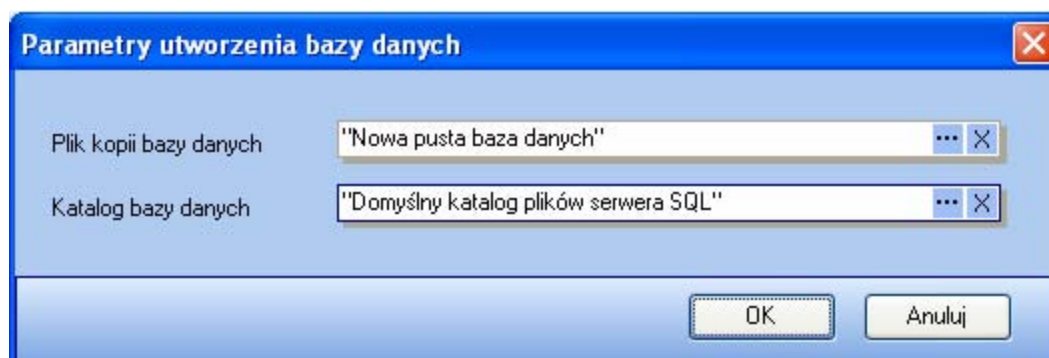 Parametry utworzenia bazy danych
Plik kopii bazy danych "Nowa pusta baza danych" ... X
Katalog bazy danych "Domyślny katalog plików serwera SQL" ... X
OK Anuluj